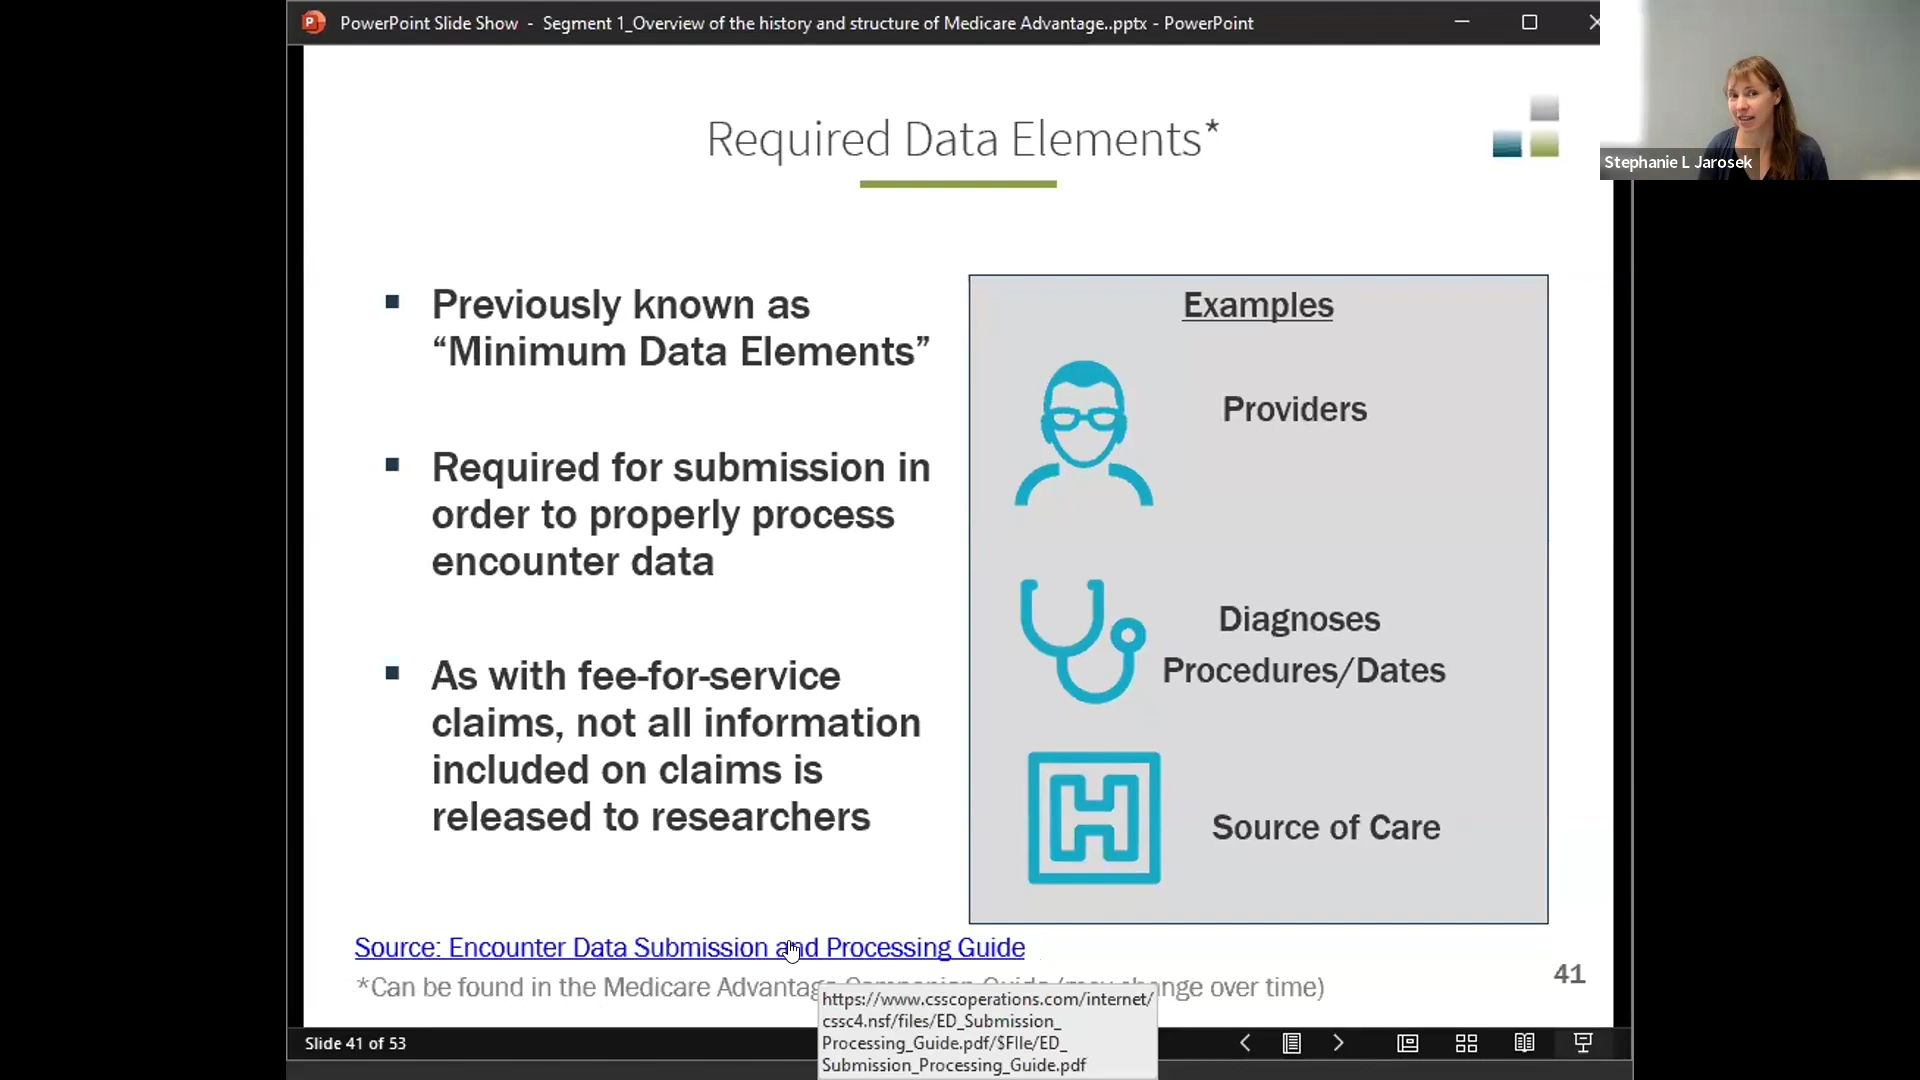 PowerPoint Slide Show - Segment 1_Overview of the history and structure of Medicare Advantage..pptx - PowerPoint
Stephanie L Jarosek
Required Data Elements*
Previously known as
“Minimum Data Elements”
Required for submission in
order to properly process
encounter data
As with fee-for-service
claims, not all information
included on claims is
released to researchers
Examples
Providers
Diagnoses
Procedures/Dates
Source of Care
Source: Encounter Data Submission and Processing Guide
*Can be found in the Medicare Advantage Companion Guide (may change over time)
41
https://www.csscoperations.com/internet/
cssc4.nsf/files/ED_Submission_
Processing_Guide.pdf/$FIle/ED_
Submission_Processing_Guide.pdf
Slide 41 of 53